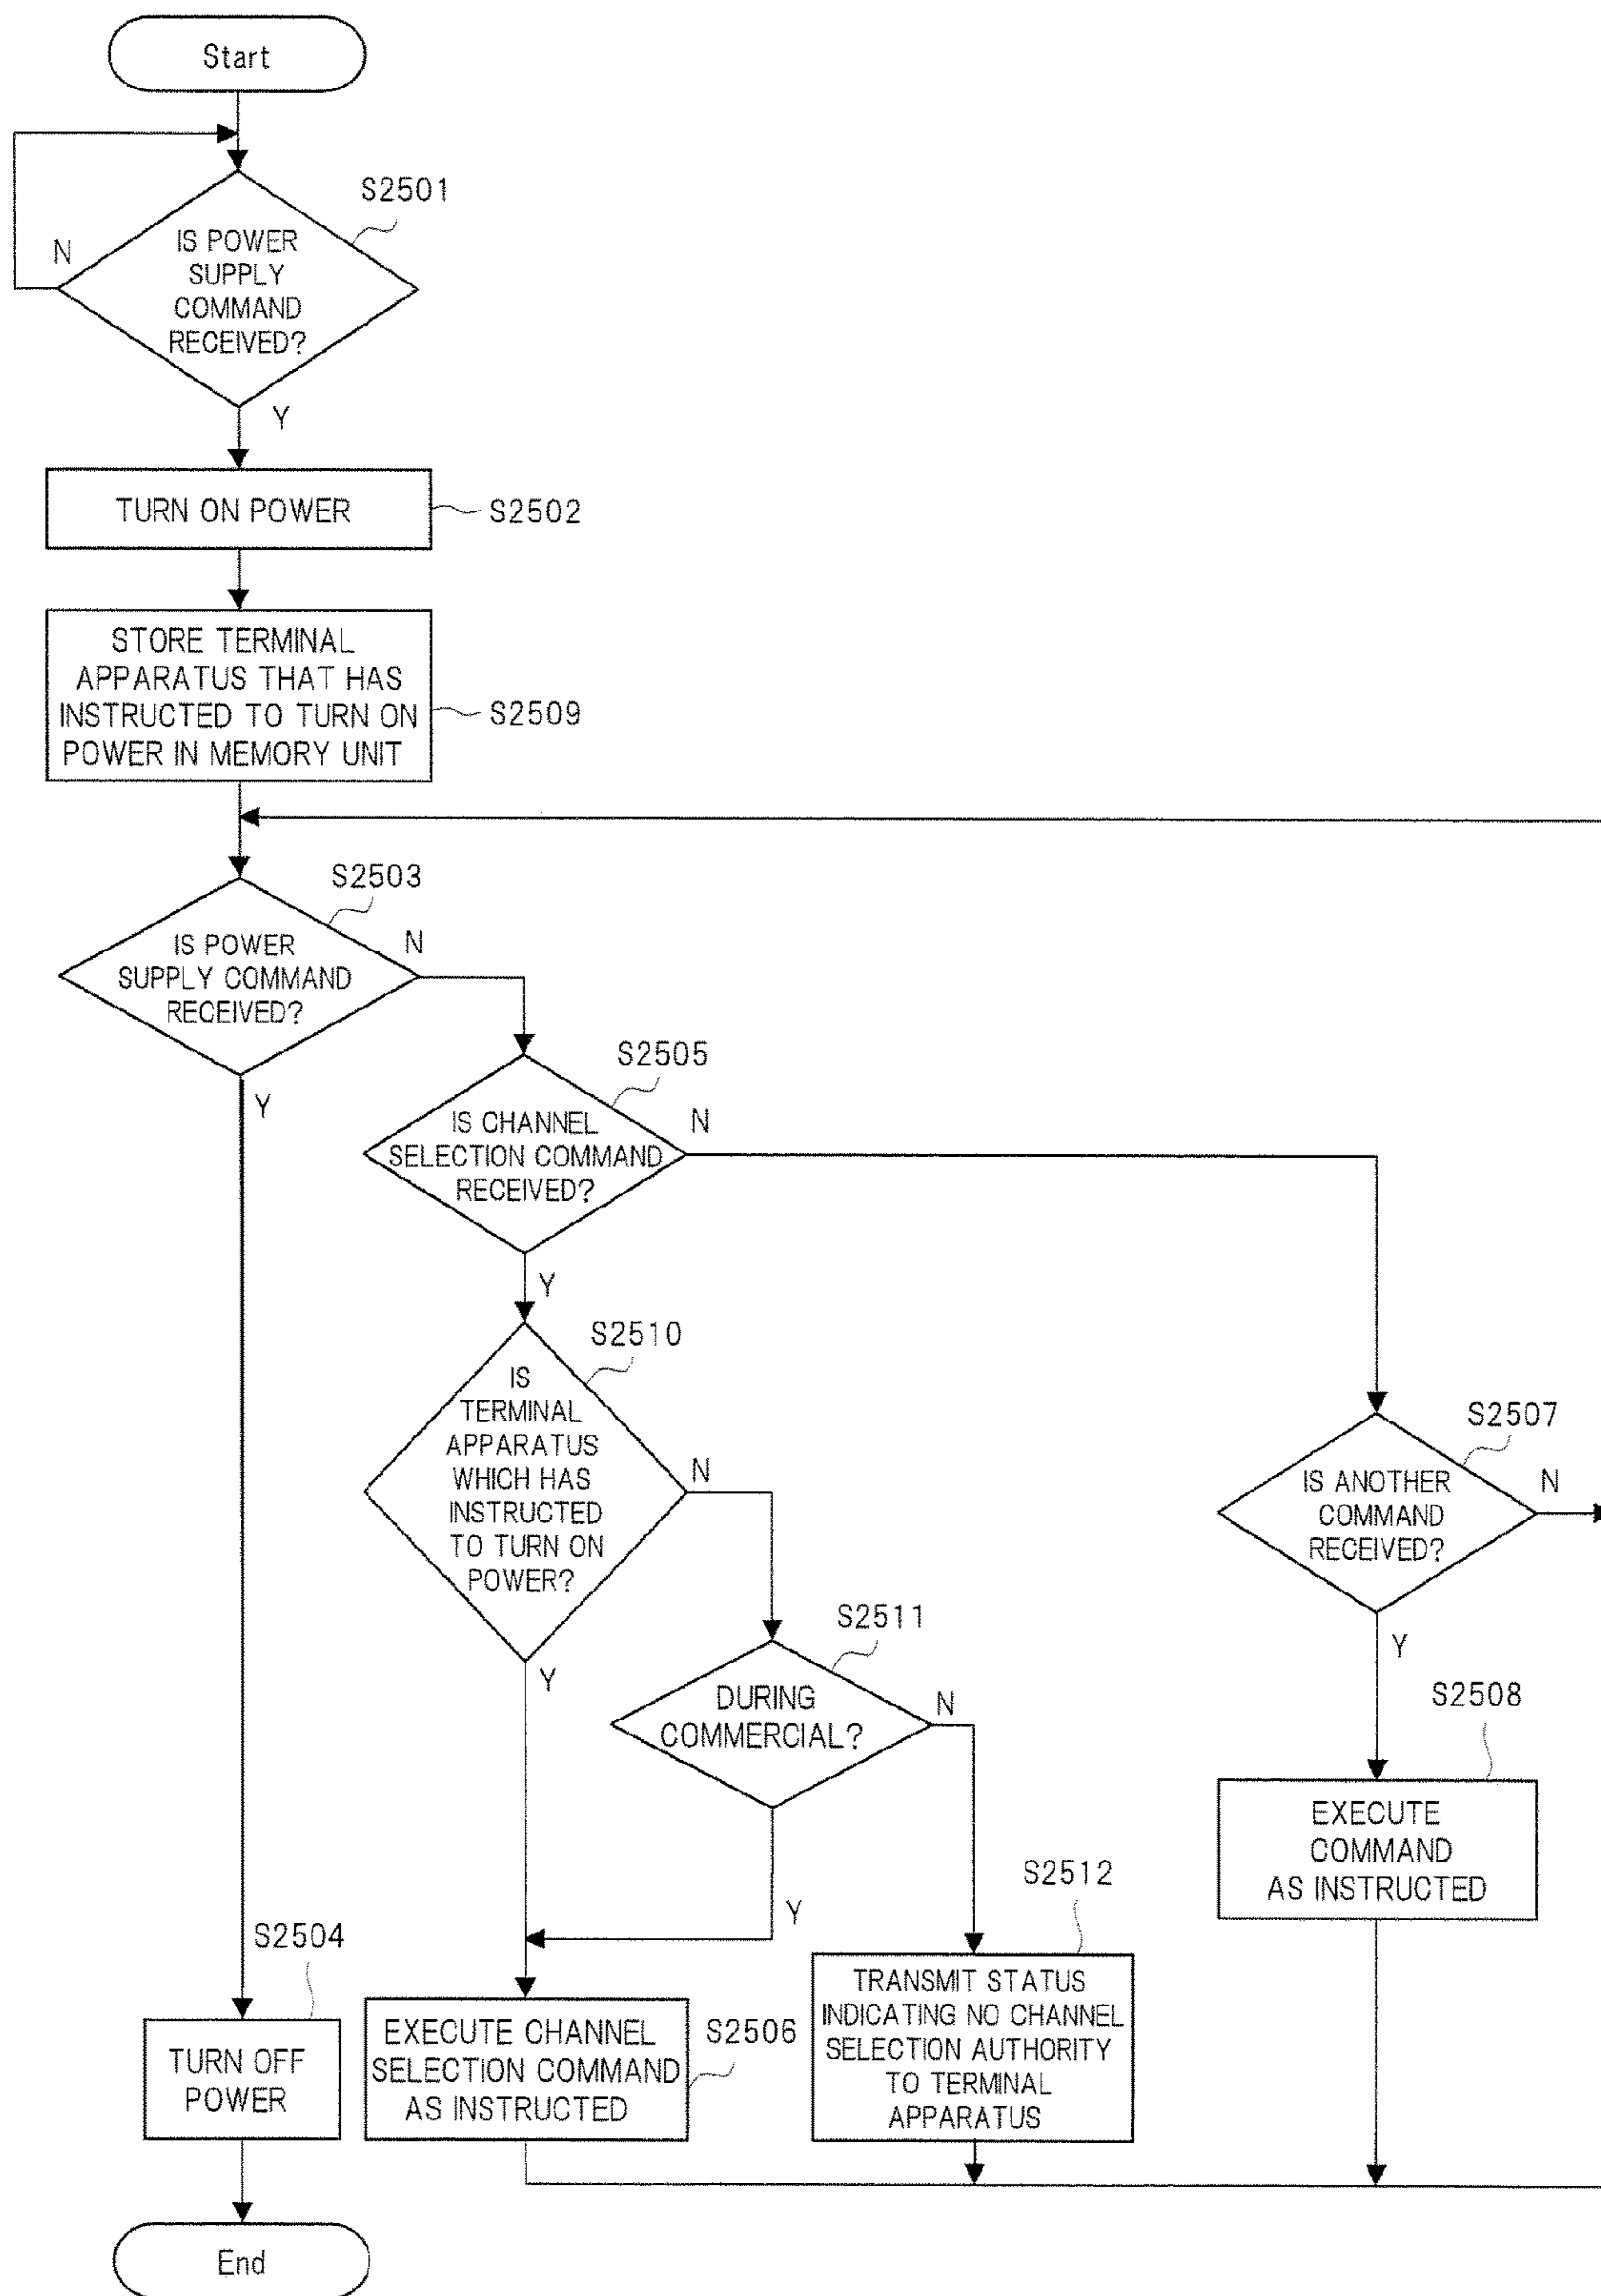 Start
S2501
N
IS POWER
SUPPLY
COMMAND
RECEIVED?
Y
TURN ON POWER
S2502
STORE TERMINAL
APPARATUS THAT HAS
INSTRUCTED TO TURN ON
POWER IN MEMORY UNIT
S2509
S2503
IS POWER
SUPPLY COMMAND
RECEIVED?
N
Y
S2505
IS CHANNEL
SELECTION COMMAND
RECEIVED?
N
Y
S2510
IS
TERMINAL
APPARATUS
WHICH HAS
INSTRUCTED
TO TURN ON
POWER?
N
Y
S2511
DURING
COMMERCIAL?
N
Y
S2507
IS ANOTHER
COMMAND
RECEIVED?
N
Y
S2508
EXECUTE
COMMAND
AS INSTRUCTED
S2512
TRANSMIT STATUS
INDICATING NO CHANNEL
SELECTION AUTHORITY
TO TERMINAL
APPARATUS
S2504
TURN OFF
POWER
EXECUTE CHANNEL
SELECTION COMMAND
AS INSTRUCTED
S2506
End